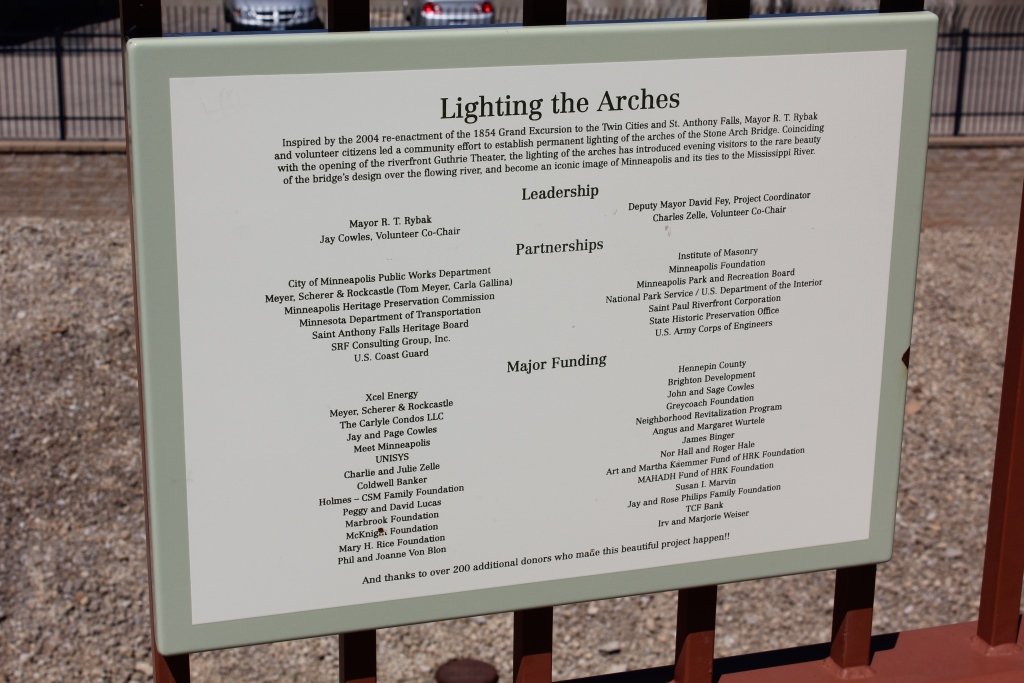 Lighting the Arches
Inspired by the 2004 re-enactment of the 1854 Grand Excursion to the Twin Cities and St. Anthony Falls, Mayor R. T. Rybak
and volunteer citizens led a community effort to establish permanent lighting of the arches of the Stone Arch Bridge. Coinciding
with the opening of the riverfront Guthrie Theater, the lighting of the arches has introduced evening visitors to the rare beauty
of the bridge's design over the flowing river, and become an iconic image of Minneapolis and its ties to the Mississippi River.
Leadership
Mayor R. T. Rybak
Jay Cowles, Volunteer Co-Chair
Deputy Mayor David Fey, Project Coordinator
Charles Zelle, Volunteer Co-Chair
Partnerships
City of Minneapolis Public Works Department
Meyer, Scherer & Rockcastle (Tom Meyer, Carla Gallina)
Minneapolis Heritage Preservation Commission
Minnesota Department of Transportation
Saint Anthony Falls Heritage Board
SRF Consulting Group, Inc.
U.S. Coast Guard
Institute of Masonry
Minneapolis Foundation
Minneapolis Park and Recreation Board
National Park Service / U.S. Department of the Interior
Saint Paul Riverfront Corporation
State Historic Preservation Office
U.S. Army Corps of Engineers
Major Funding
Xcel Energy
Meyer, Scherer & Rockcastle
The Carlyle Condos LLC
Jay and Page Cowles
Meet Minneapolis
UNISYS
Charlie and Julie Zelle
Coldwell Banker
Holmes – CSM Family Foundation
Peggy and David Lucas
Marbrook Foundation
McKnight Foundation
Mary H. Rice Foundation
Phil and Joanne Von Blon
Hennepin County
Brighton Development
John and Sage Cowles
Greycoach Foundation
Neighborhood Revitalization Program
Angus and Margaret Wurtele
James Binger
Nor Hall and Roger Hale
Art and Martha Kaemmer Fund of HRK Foundation
MAHADH Fund of HRK Foundation
Susan I. Marvin
Jay and Rose Philips Family Foundation
TCF Bank
Irv and Marjorie Weiser
And thanks to over 200 additional donors who made this beautiful project happen!!